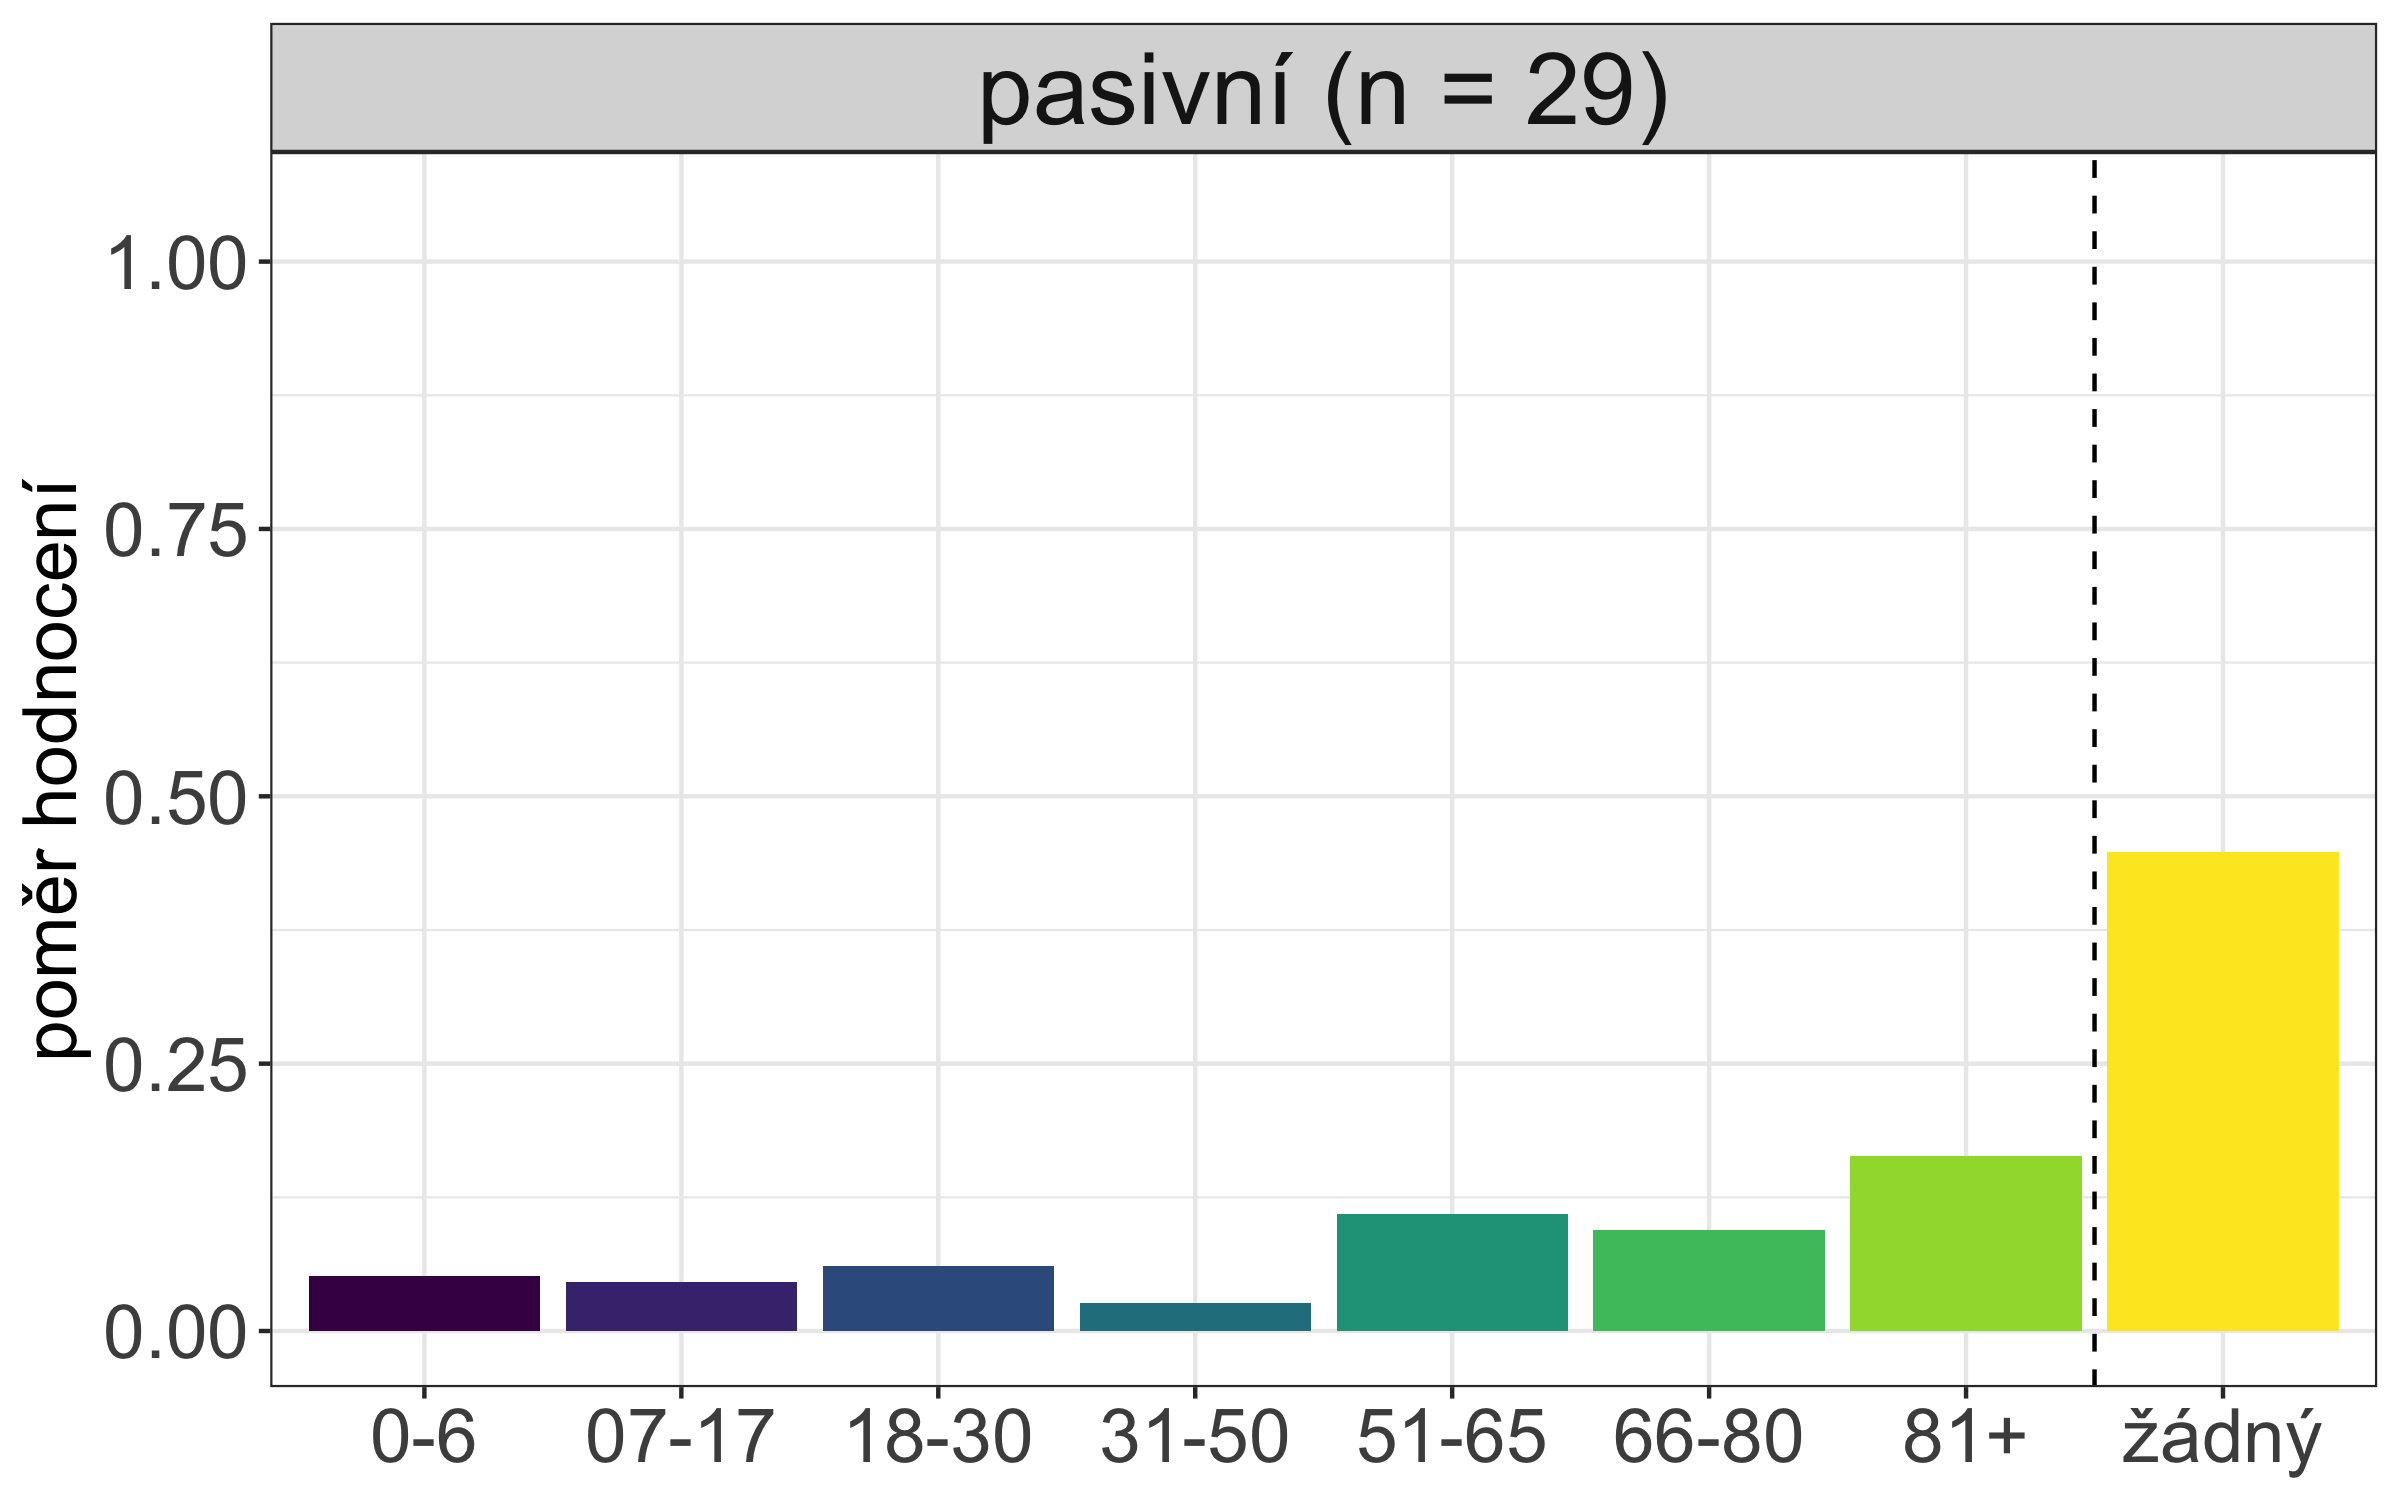 pasivní (n = 29)
poměr hodnocení
1.00
0.75
0.50
0.25
0.00
0-6 07-17 18-30 31-50 51-65 66-80 81+ žádný